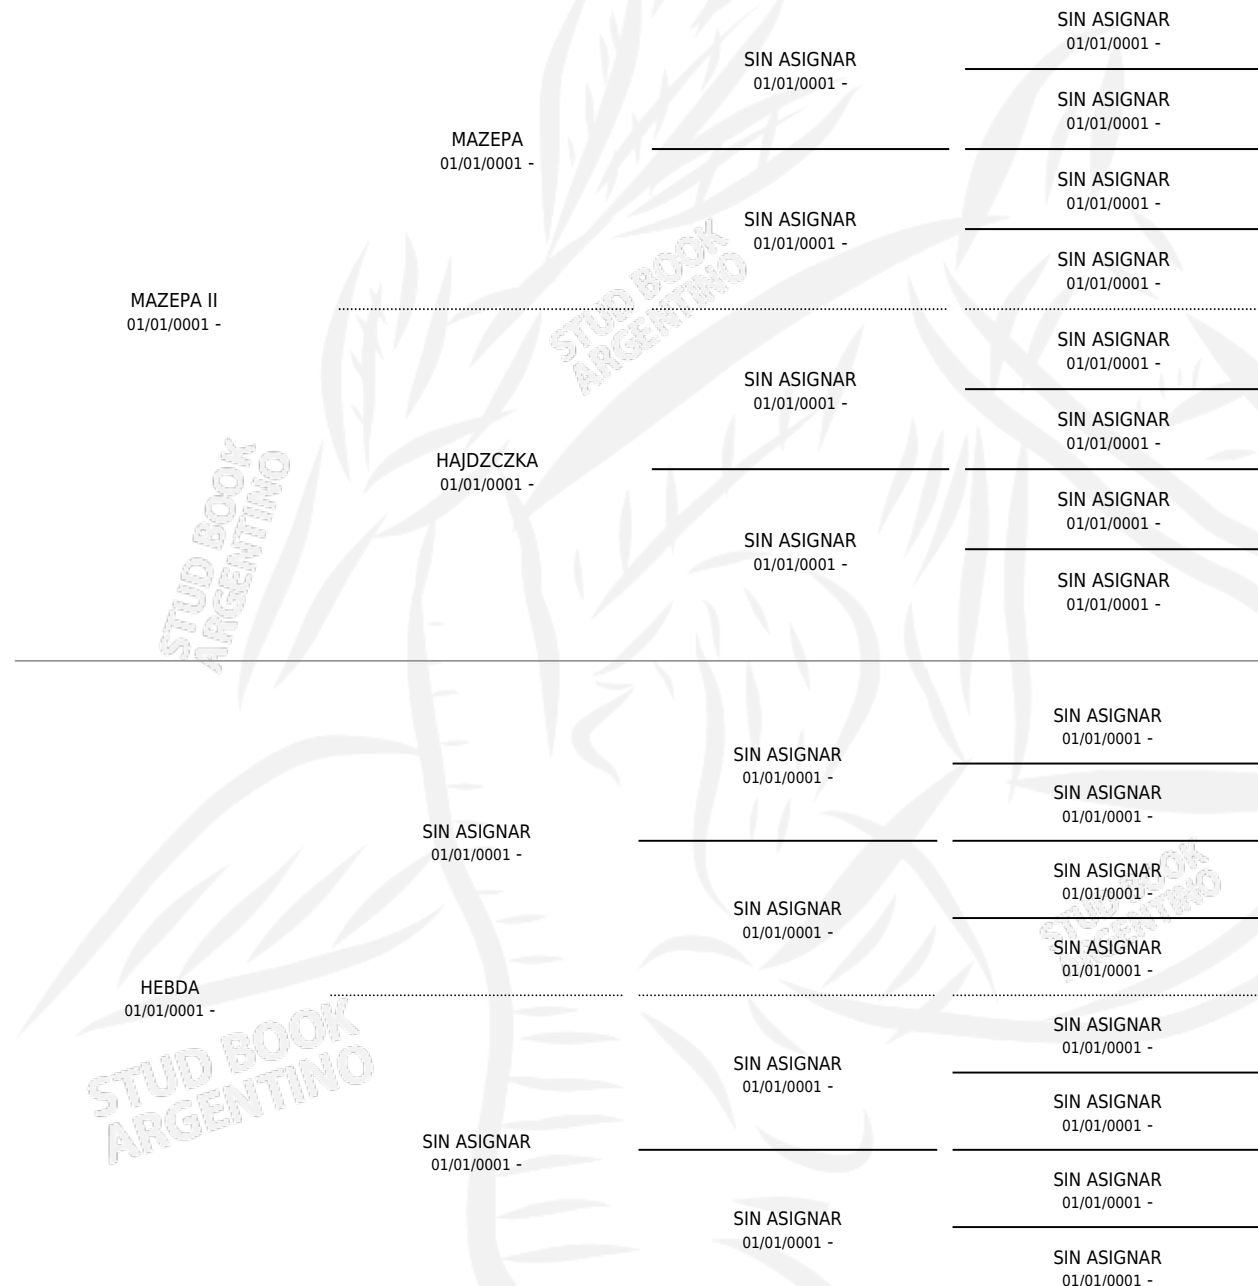 MAZEPA II
01/01/0001 -
MAZEPA
01/01/0001 -
SIN ASIGNAR
01/01/0001 -
SIN ASIGNAR
01/01/0001 -
SIN ASIGNAR
01/01/0001 -
SIN ASIGNAR
01/01/0001 -
SIN ASIGNAR
01/01/0001 -
SIN ASIGNAR
01/01/0001 -
HAJDZCZKA
01/01/0001 -
SIN ASIGNAR
01/01/0001 -
SIN ASIGNAR
01/01/0001 -
SIN ASIGNAR
01/01/0001 -
SIN ASIGNAR
01/01/0001 -
SIN ASIGNAR
01/01/0001 -
SIN ASIGNAR
01/01/0001 -
STUD BOOK
ARGENTINO
STUD BOOK
ARGENTINO
HEBDA
01/01/0001 -
SIN ASIGNAR
01/01/0001 -
SIN ASIGNAR
01/01/0001 -
SIN ASIGNAR
01/01/0001 -
SIN ASIGNAR
01/01/0001 -
SIN ASIGNAR
01/01/0001 -
SIN ASIGNAR
01/01/0001 -
SIN ASIGNAR
01/01/0001 -
SIN ASIGNAR
01/01/0001 -
SIN ASIGNAR
01/01/0001 -
SIN ASIGNAR
01/01/0001 -
SIN ASIGNAR
01/01/0001 -
SIN ASIGNAR
01/01/0001 -
SIN ASIGNAR
01/01/0001 -
SIN ASIGNAR
01/01/0001 -
STUD BOOK
ARGENTINO
STUD BOOK
ARGENTINO